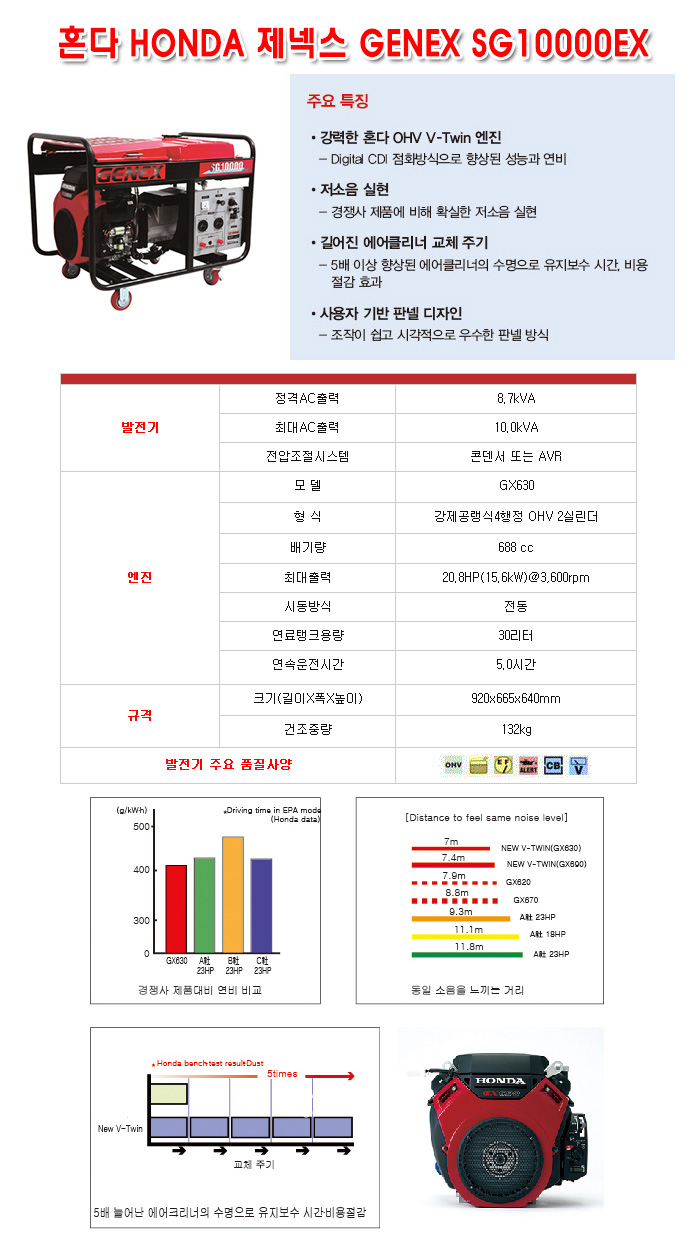 혼다 HONDA 제넥스 GENEX SG10000EX
GENEX
SG10000
주요 특징
• 강력한 혼다 OHV V-Twin 엔진
– Digital CDI 점화방식으로 향상된 성능과 연비
• 저소음 실현
– 경쟁사 제품에 비해 확실한 저소음 실현
• 길어진 에어클리너 교체 주기
– 5배 이상 향상된 에어클리너의 수명으로 유지보수 시간, 비용
절감 효과
• 사용자 기반 판넬 디자인
– 조작이 쉽고 시각적으로 우수한 판넬 방식
발전기
정격AC출력 8.7kVA
최대AC출력 10.0kVA
전압조절시스템 콘덴서 또는 AVR
엔진
모 델 GX630
형 식 강제공랭식4행정 OHV 2실린더
배기량 688 cc
최대출력 20.8HP(15.6kW)@3,600rpm
시동방식 전동
연료탱크용량 30리터
연속운전시간 5.0시간
규격
크기(길이X폭X높이) 920x665x640mm
건조중량 132kg
발전기 주요 품질사양 OHV ALERT CB V
(g/kWh)
*Driving time in EPA mode
(Honda data)
500
400
300
0
GX630 A社 23HP B社 23HP C社 23HP
경쟁사 제품대비 연비 비교
[Distance to feel same noise level]
7m NEW V-TWIN(GX630)
7.4m NEW V-TWIN(GX690)
7.9m GX620
8.8m GX670
9.3m A社 23HP
11.1m A社 18HP
11.8m A社 23HP
동일 소음을 느끼는 거리
* Honda bench-test result-Dust
5times
New V-Twin
교체 주기
5배 늘어난 에어크리너의 수명으로 유지보수 시간·비용절감
HONDA